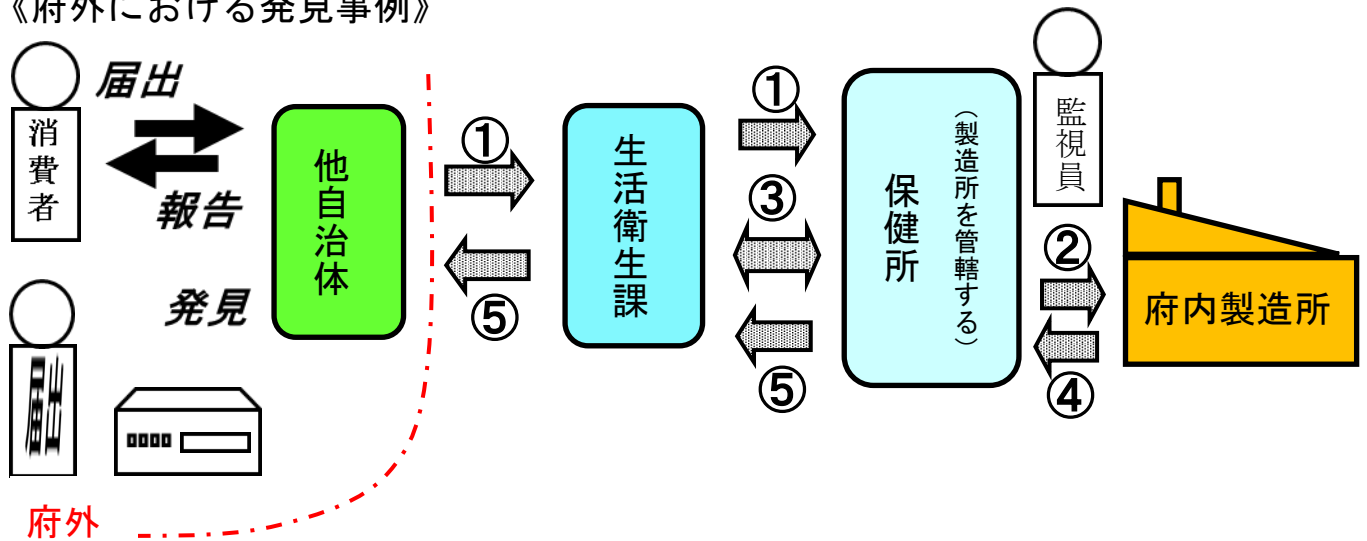 《府外における発見事例》
届出
消費者
報告
発見
府外
他自治体
①
⑤
生活衛生課
①
③
⑤
保健所
（製造所を管轄する）
監視員
②
④
府内製造所